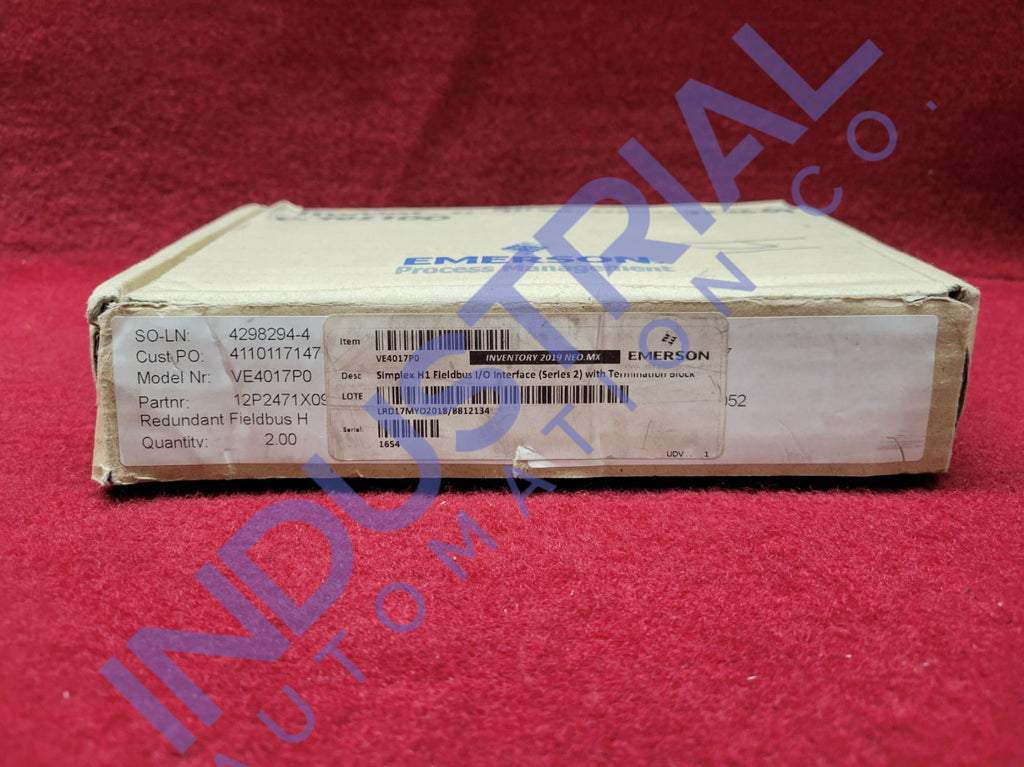 EMERSON
Process Management
SO-LN: 4298294-4
Cust PO: 4110117147
Model Nr: VE4017P0
Partnr: 12P2471X09
Redundant Fieldbus H
Quantity: 2.00
Item
VE4017P0
INVENTORY 2019 NEO.MX
EMERSON
Desc Simplex H1 Fieldbus I/O Interface (Series 2) with Termination Block
LOTE
LRD17MYO2018/8812134
Serial:
1654
UDV.. 1
052
INDUSTRIAL
AUTOMATION CO.